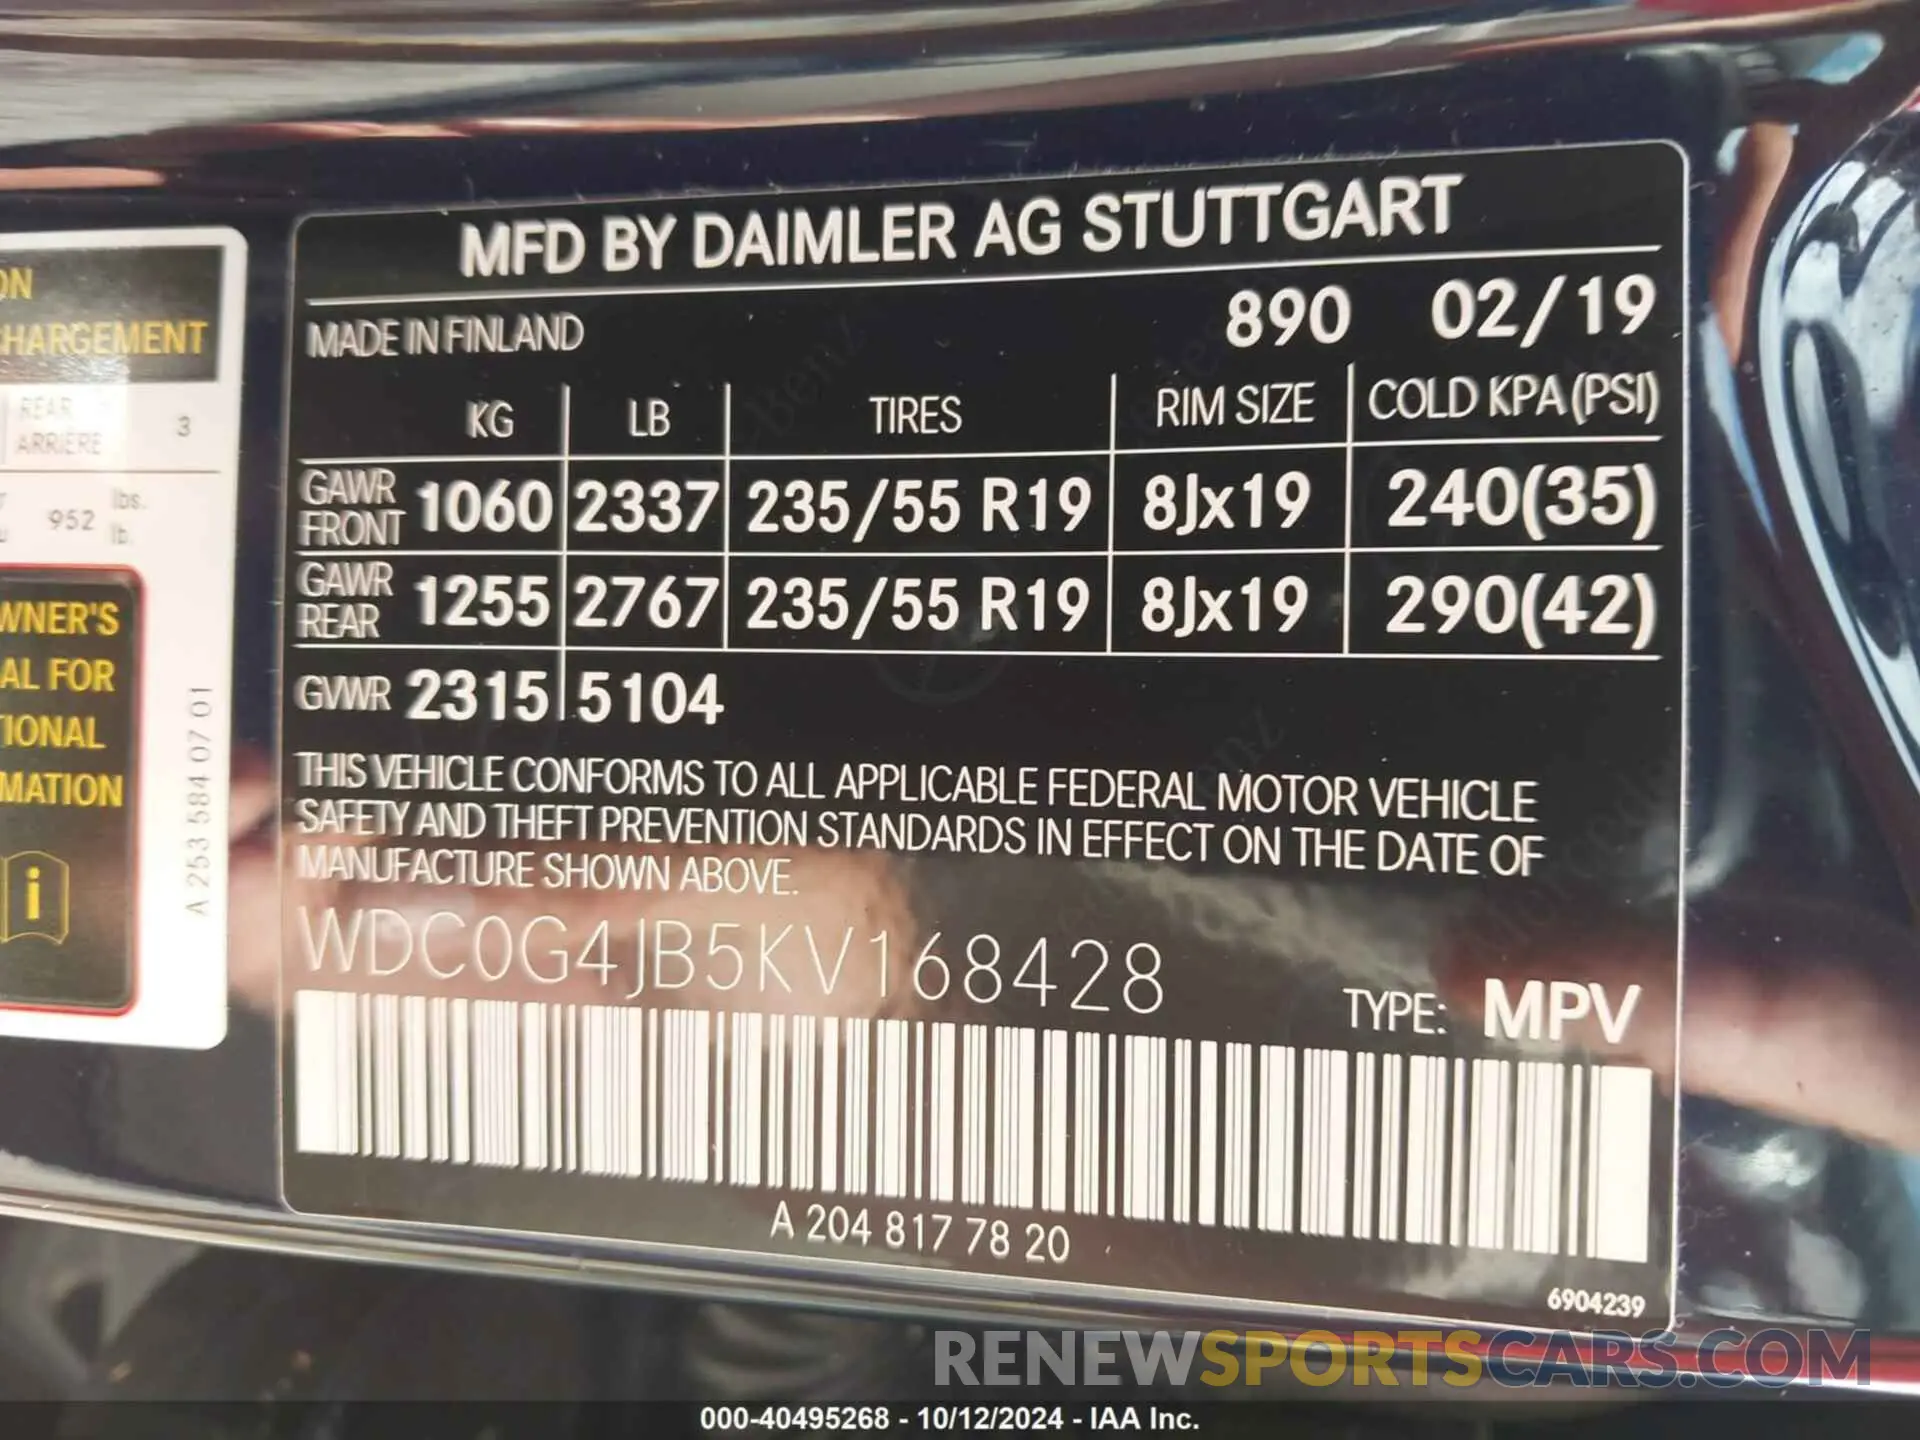 ON
CHARGEMENT
REAR
ARRIÈRE
3
952
lbs.
lb.
OWNER'S
AL FOR
MATION
i
A 253 584 07 01
MFD BY DAIMLER AG STUTTGART
MADE IN FINLAND 890 02/19
KG LB TIRES RIM SIZE COLD KPA (PSI)
GAWR FRONT 1060 2337 235/55 R19 8Jx19 240(35)
GAWR REAR 1255 2767 235/55 R19 8Jx19 290(42)
GVWR 2315 5104
THIS VEHICLE CONFORMS TO ALL APPLICABLE FEDERAL MOTOR VEHICLE
SAFETY AND THEFT PREVENTION STANDARDS IN EFFECT ON THE DATE OF
MANUFACTURE SHOWN ABOVE.
WDC0G4JB5KV168428
TYPE: MPV
A 204 817 78 20
6904239
RENEWSPORTSCARS.COM
000-40495268 - 10/12/2024 - IAA Inc.